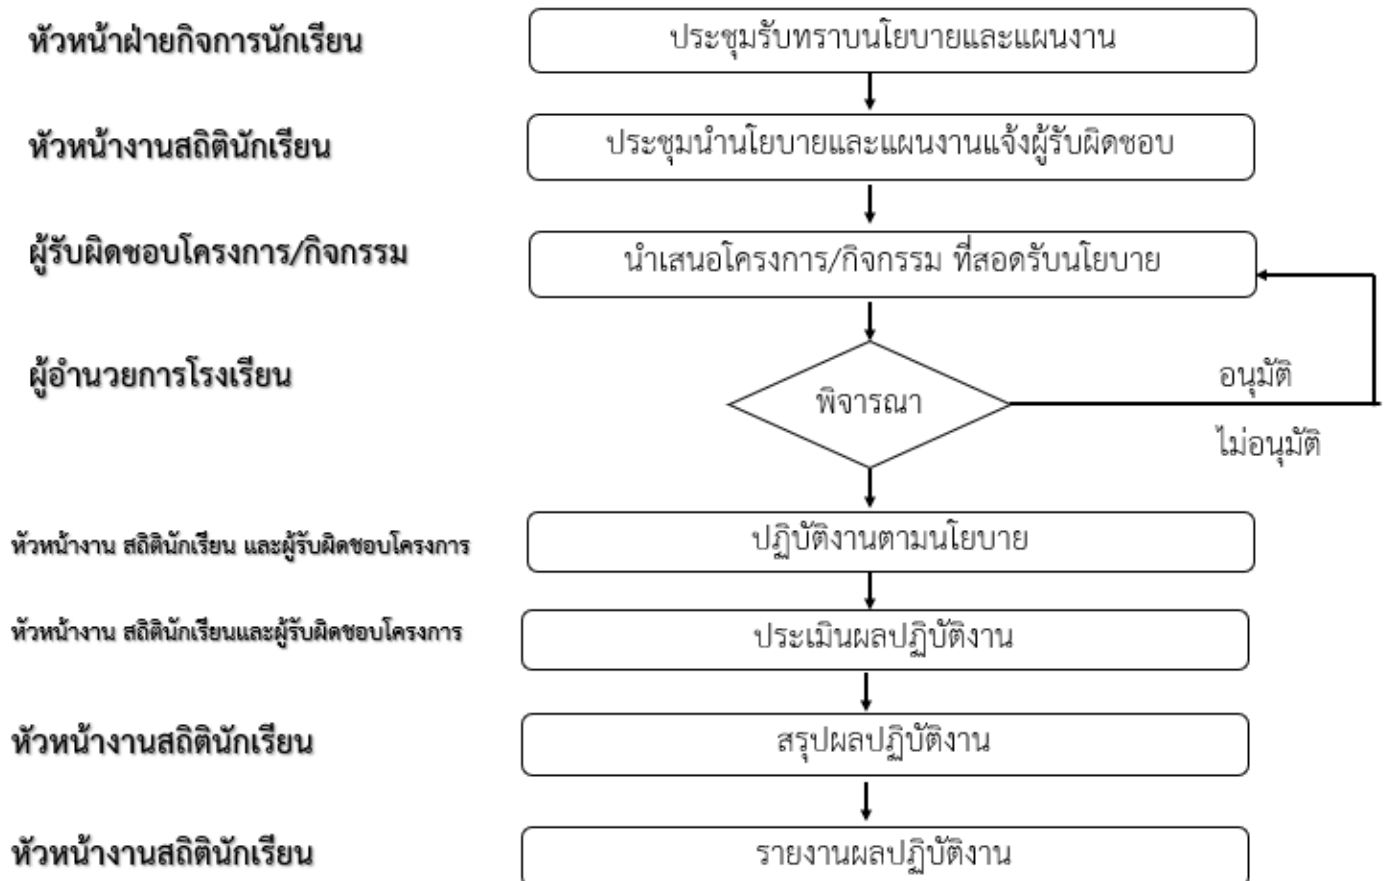 หัวหน้าฝ่ายกิจการนักเรียน
ประชุมรับทราบนโยบายและแผนงาน
หัวหน้างานสถิตินักเรียน
ประชุมนำนโยบายและแผนงานแจ้งผู้รับผิดชอบ
ผู้รับผิดชอบโครงการ/กิจกรรม
นำเสนอโครงการ/กิจกรรม ที่สอดรับนโยบาย
ผู้อำนวยการโรงเรียน
พิจารณา
อนุมัติ
ไม่อนุมัติ
หัวหน้างาน สถิตินักเรียน และผู้รับผิดชอบโครงการ
ปฏิบัติงานตามนโยบาย
หัวหน้างาน สถิตินักเรียนและผู้รับผิดชอบโครงการ
ประเมินผลปฏิบัติงาน
หัวหน้างานสถิตินักเรียน
สรุปผลปฏิบัติงาน
หัวหน้างานสถิตินักเรียน
รายงานผลปฏิบัติงาน